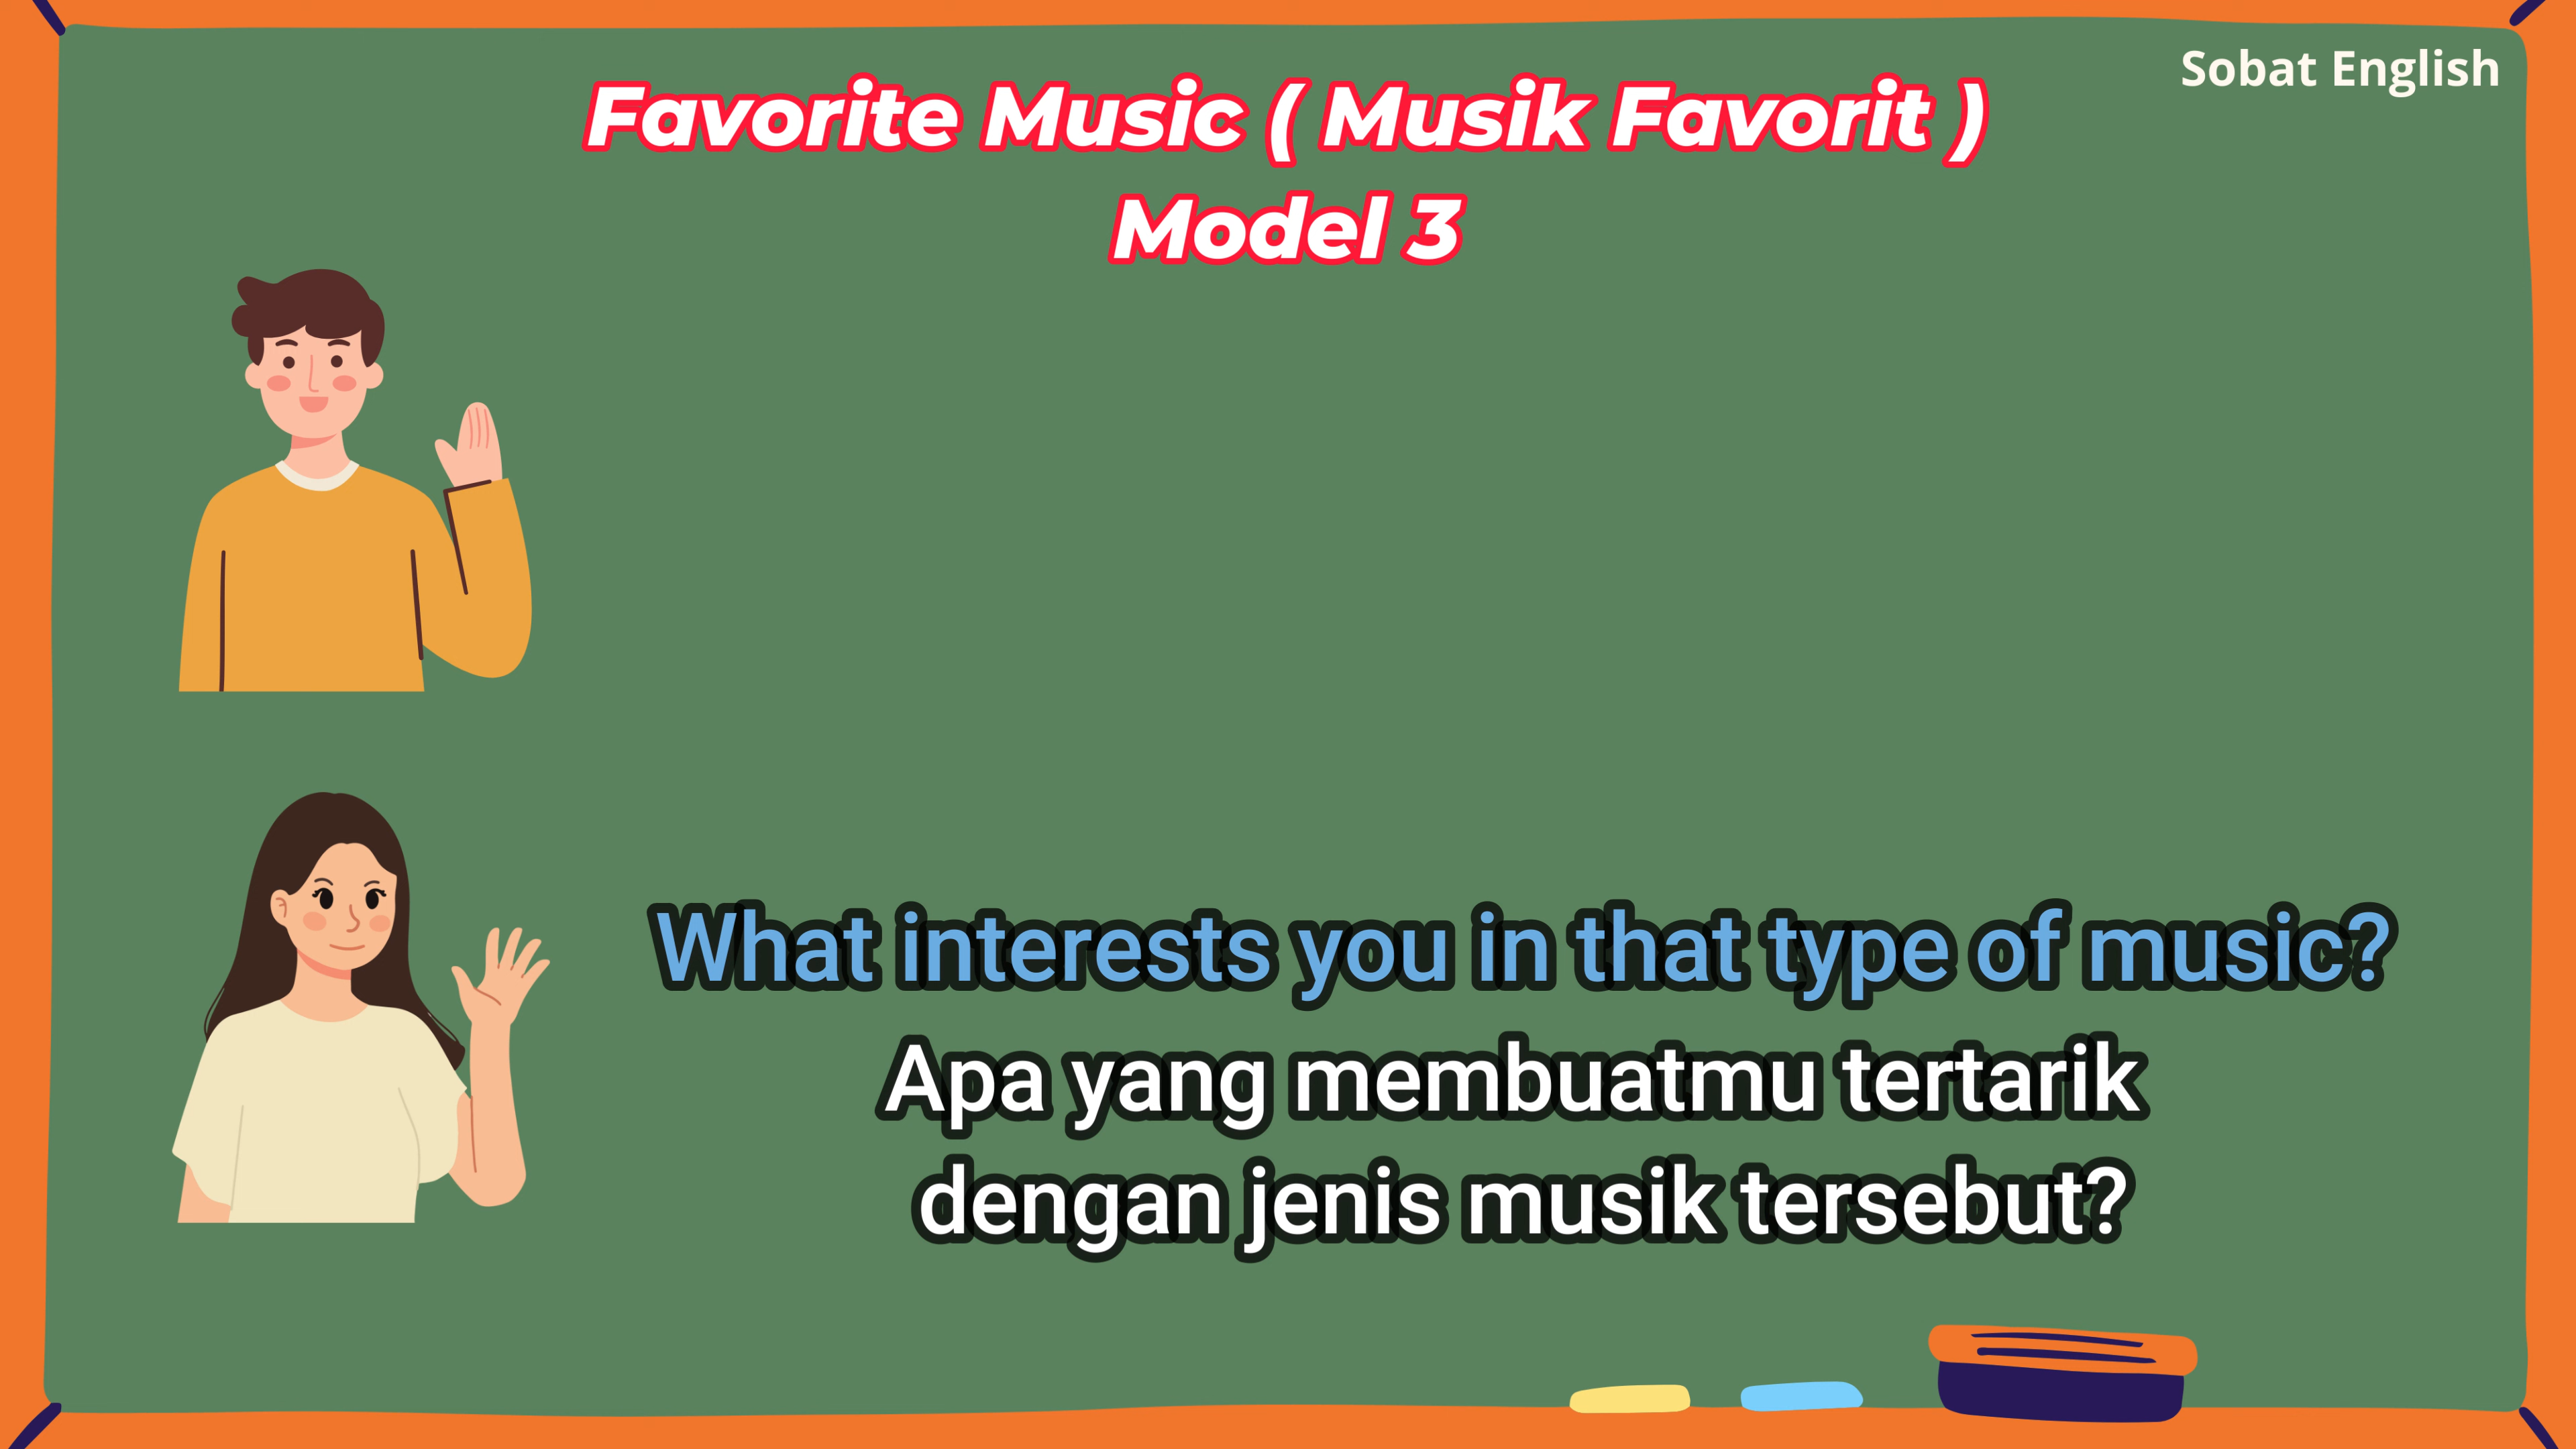 Sobat English
Favorite Music ( Musik Favorit )
Model 3
What interests you in that type of music?
Apa yang membuatmu tertarik
dengan jenis musik tersebut?